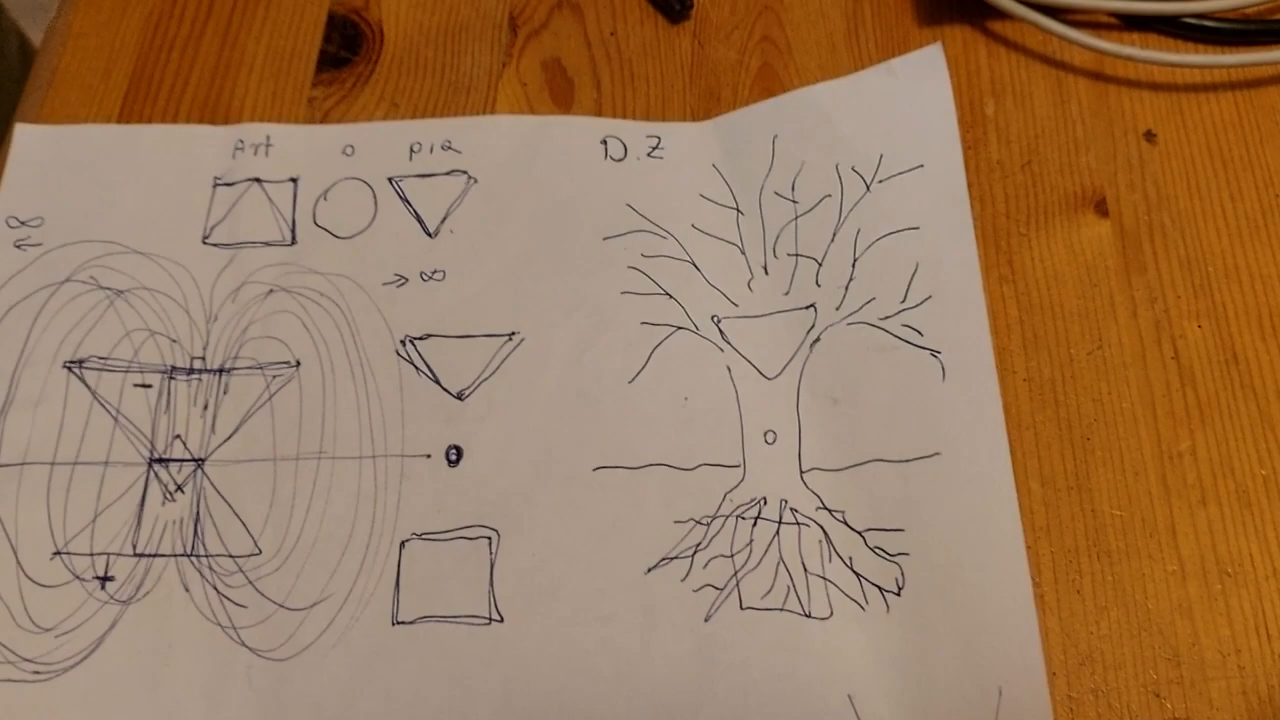 Art o pia
D.Z
∞
←
→ ∞
-
o
o
+